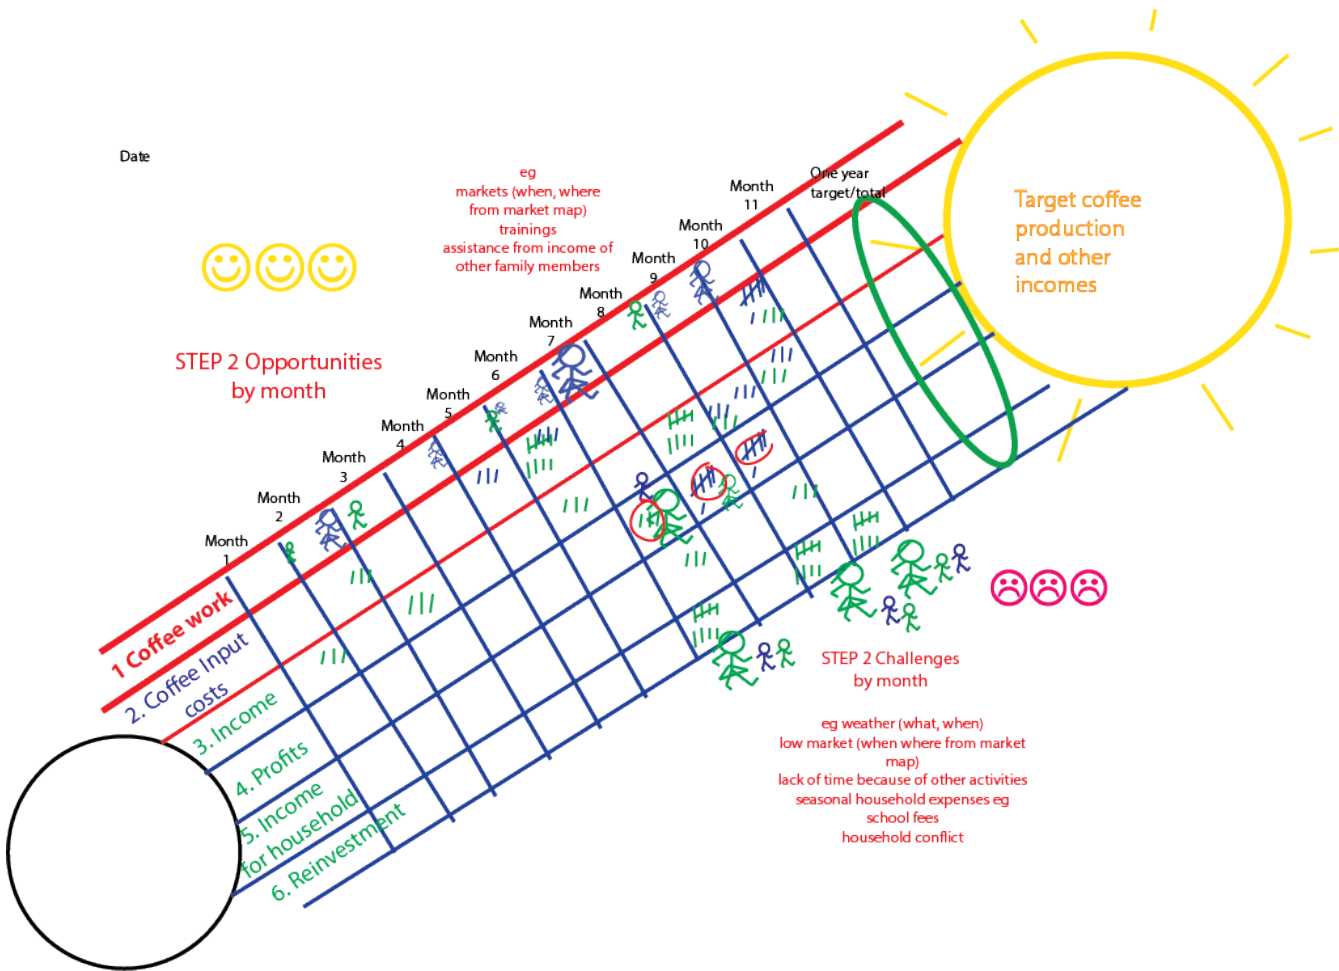 Date
eg
markets (when, where
from market map)
trainings
assistance from income of
other family members
STEP 2 Opportunities
by month
Month
1
Month
2
Month
3
Month
4
Month
5
Month
6
Month
7
Month
8
Month
9
Month
10
Month
11
One year
target/total
Target coffee
production
and other
incomes
1 Coffee work
2. Coffee Input
costs
3. Income
4. Profits
5. Income
for household
6. Reinvestment
STEP 2 Challenges
by month
eg weather (what, when)
low market (when where from market
map)
lack of time because of other activities
seasonal household expenses eg
school fees
household conflict